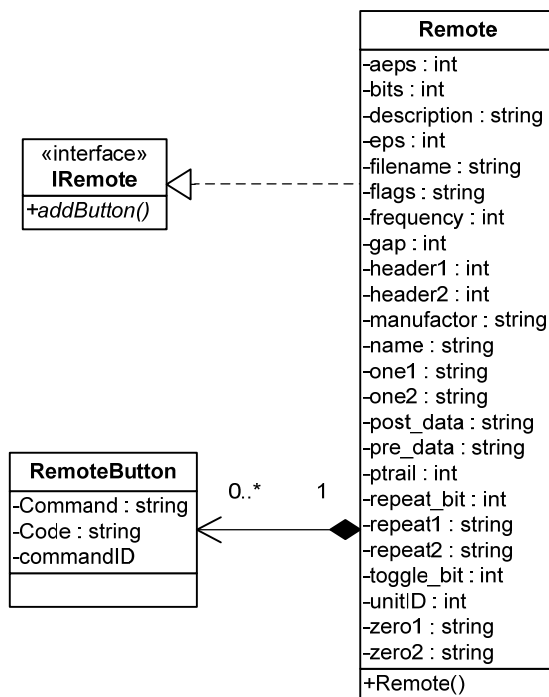 Remote
-aeps : int
-bits : int
-description : string
-eps : int
-filename : string
-flags : string
-frequency : int
-gap : int
-header1 : int
-header2 : int
-manufactor : string
-name : string
-one1 : string
-one2 : string
-post_data : string
-pre_data : string
-ptrail : int
-repeat_bit : int
-repeat1 : string
-repeat2 : string
-toggle_bit : int
-unitID : int
-zero1 : string
-zero2 : string
+Remote()
«interface»
IRemote
+addButton()
RemoteButton
-Command : string
-Code : string
-commandID
0..*
1